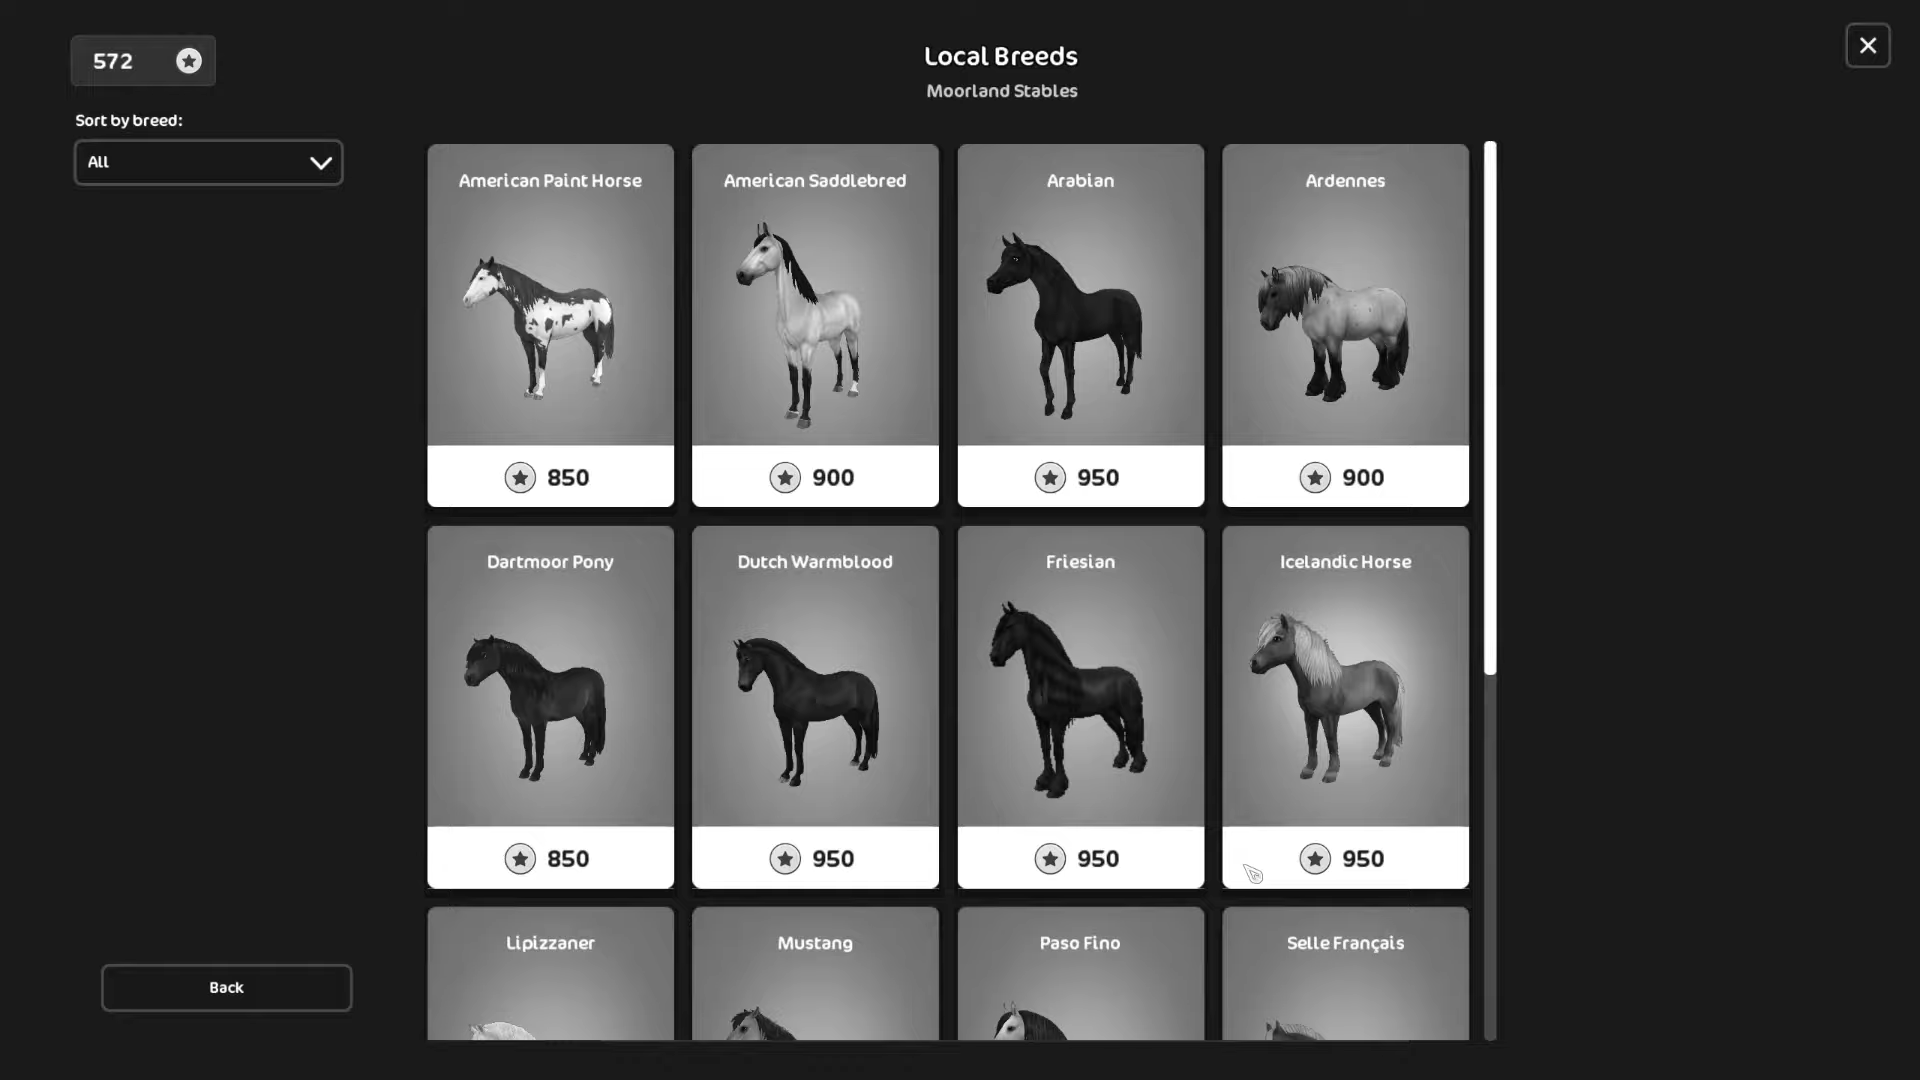 572
Local Breeds
Moorland Stables
Sort by breed:
All
American Paint Horse
American Saddlebred
Arabian
Ardennes
850
900
950
900
Dartmoor Pony
Dutch Warmblood
Friesian
Icelandic Horse
850
950
950
950
Lipizzaner
Mustang
Paso Fino
Selle Français
Back